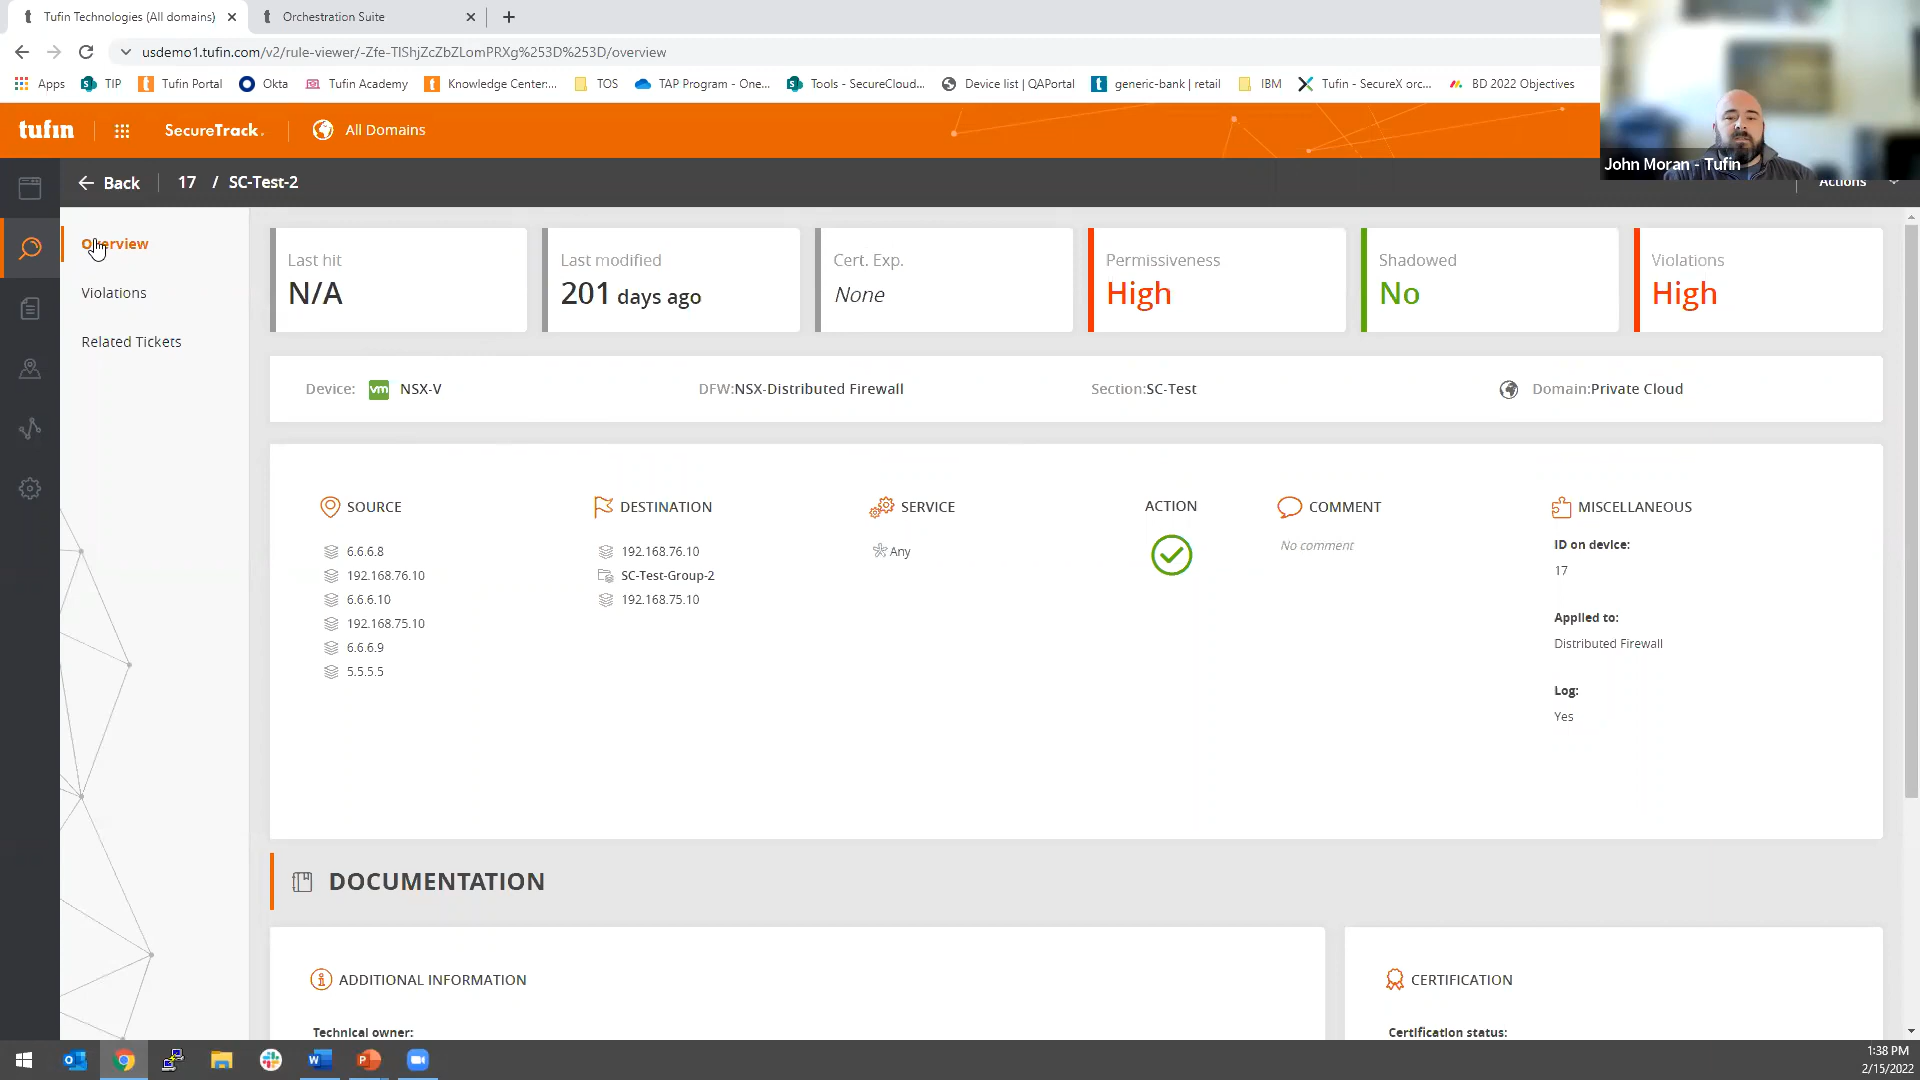 Tufin Technologies (All domains)
Orchestration Suite
usdemo1.tufin.com/v2/rule-viewer/-Zfe-TlShjZcZbZLomPRXg%253D%253D/overview
Apps
TIP
Tufin Portal
Okta
Tufin Academy
Knowledge Center:...
TOS
TAP Program - One...
Tools - SecureCloud...
Device list | QAPortal
generic-bank | retail
IBM
Tufin - SecureX orc...
BD 2022 Objectives
tufin
SecureTrack.
All Domains
John Moran - Tufin
Back
17 / SC-Test-2
Actions
Overview
Violations
Related Tickets
Last hit
N/A
Last modified
201 days ago
Cert. Exp.
None
Permissiveness
High
Shadowed
No
Violations
High
Device: vm NSX-V
DFW:NSX-Distributed Firewall
Section:SC-Test
Domain:Private Cloud
SOURCE
6.6.6.8
192.168.76.10
6.6.6.10
192.168.75.10
6.6.6.9
5.5.5.5
DESTINATION
192.168.76.10
SC-Test-Group-2
192.168.75.10
SERVICE
Any
ACTION
COMMENT
No comment
MISCELLANEOUS
ID on device:
17
Applied to:
Distributed Firewall
Log:
Yes
DOCUMENTATION
ADDITIONAL INFORMATION
Technical owner:
CERTIFICATION
Certification status:
1:38 PM
2/15/2022